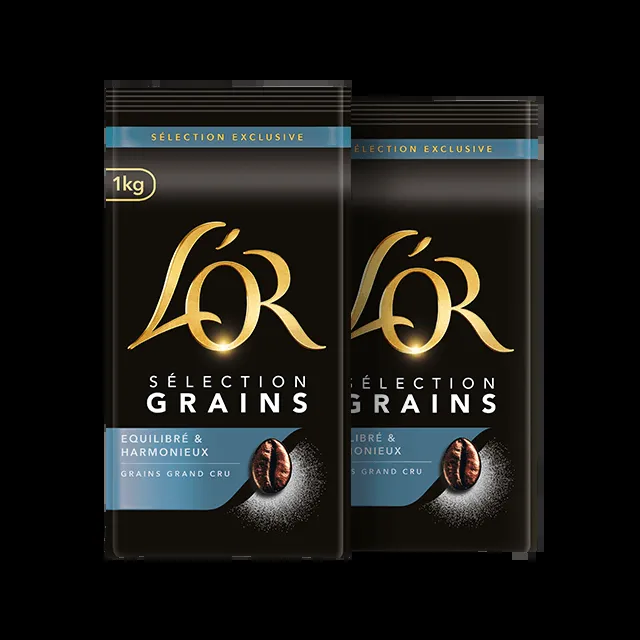 SÉLECTION EXCLUSIVE
1kg
L'OR
SÉLECTION
GRAINS
EQUILIBRÉ &
HARMONIEUX
GRAINS GRAND CRU
ÉLECTION EXCLUSIVE
L'OR
ÉLECTION
GRAINS
LIBRÉ &
ONIEUX
S GRAND CRU